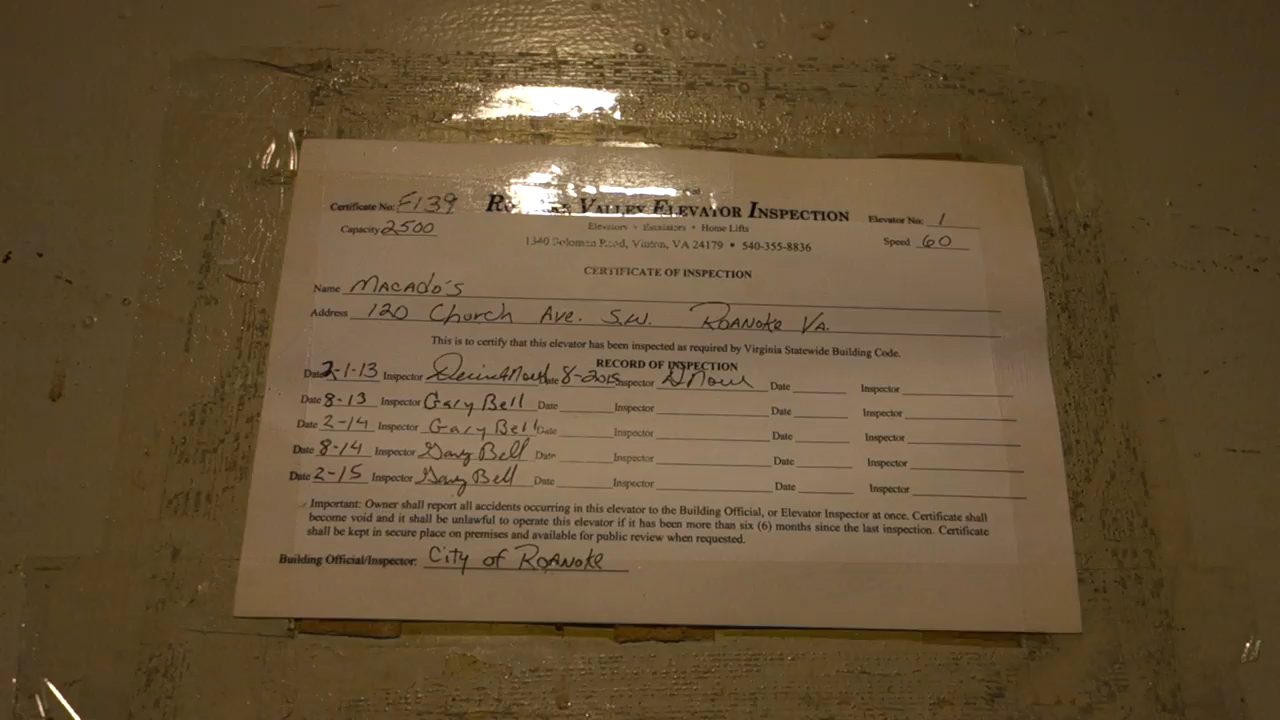 Certificate No: E139 ROANOKE VALLEY ELEVATOR INSPECTION Elevator No: 1
Capacity 2500 Elevators • Escalators • Home Lifts Speed 60
1340 Solomon Road, Vinton, VA 24179 • 540-355-8836
CERTIFICATE OF INSPECTION
Name MACADO'S
Address 120 Church Ave. S.W. ROANOKE VA.
This is to certify that this elevator has been inspected as required by Virginia Statewide Building Code.
RECORD OF INSPECTION
Date 2-1-13 Inspector Date 8-2015 Inspector Date Inspector
Date 8-13 Inspector Gary Bell Date Inspector Date Inspector
Date 2-14 Inspector Gary Bell Date Inspector Date Inspector
Date 8-14 Inspector Gary Bell Date Inspector Date Inspector
Date 2-15 Inspector Gary Bell Date Inspector Date Inspector
Important: Owner shall report all accidents occurring in this elevator to the Building Official, or Elevator Inspector at once. Certificate shall
become void and it shall be unlawful to operate this elevator if it has been more than six (6) months since the last inspection. Certificate
shall be kept in secure place on premises and available for public review when requested.
Building Official/Inspector: City of ROANOKE